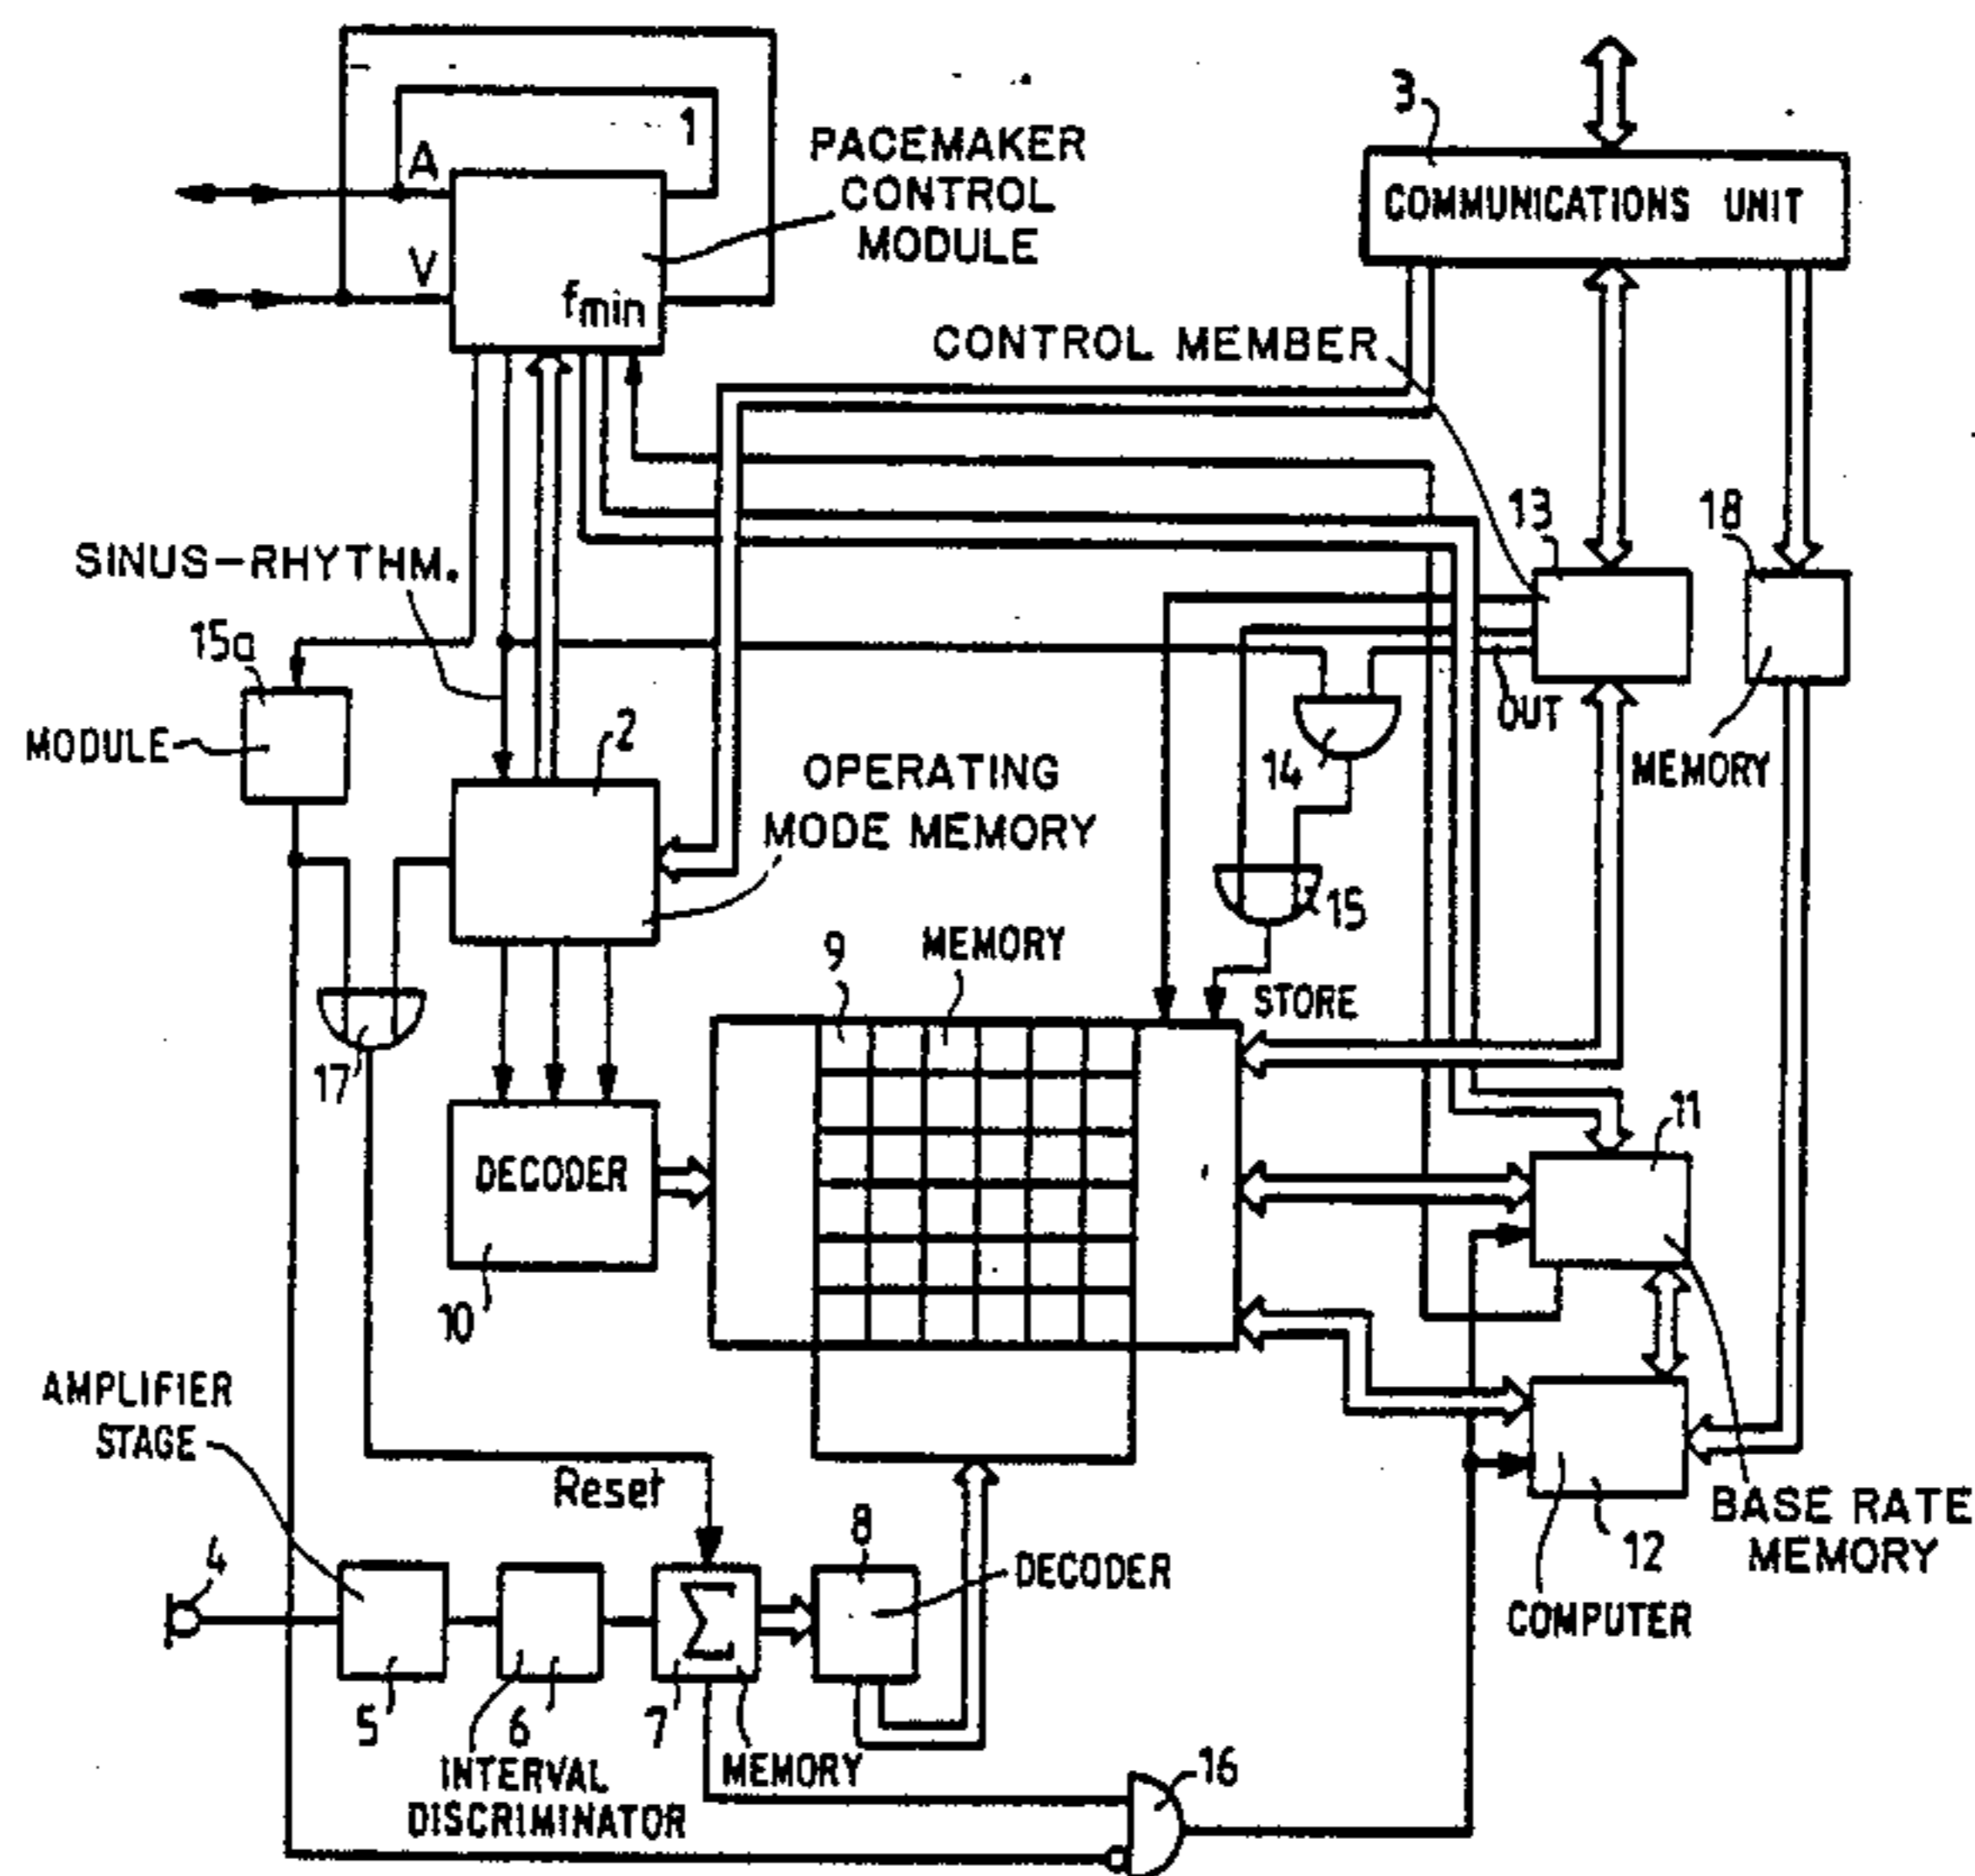 1
A
V
fmin
PACEMAKER
CONTROL
MODULE
3
COMMUNICATIONS UNIT
CONTROL MEMBER
SINUS-RHYTHM.
13
18
15a
MODULE
2
OPERATING
MODE MEMORY
14
OUT
MEMORY
15
9
MEMORY
STORE
17
DECODER
10
11
AMPLIFIER
STAGE
Reset
4
8
DECODER
BASE RATE
MEMORY
12
COMPUTER
Σ
5
6
7
MEMORY
INTERVAL
DISCRIMINATOR
16